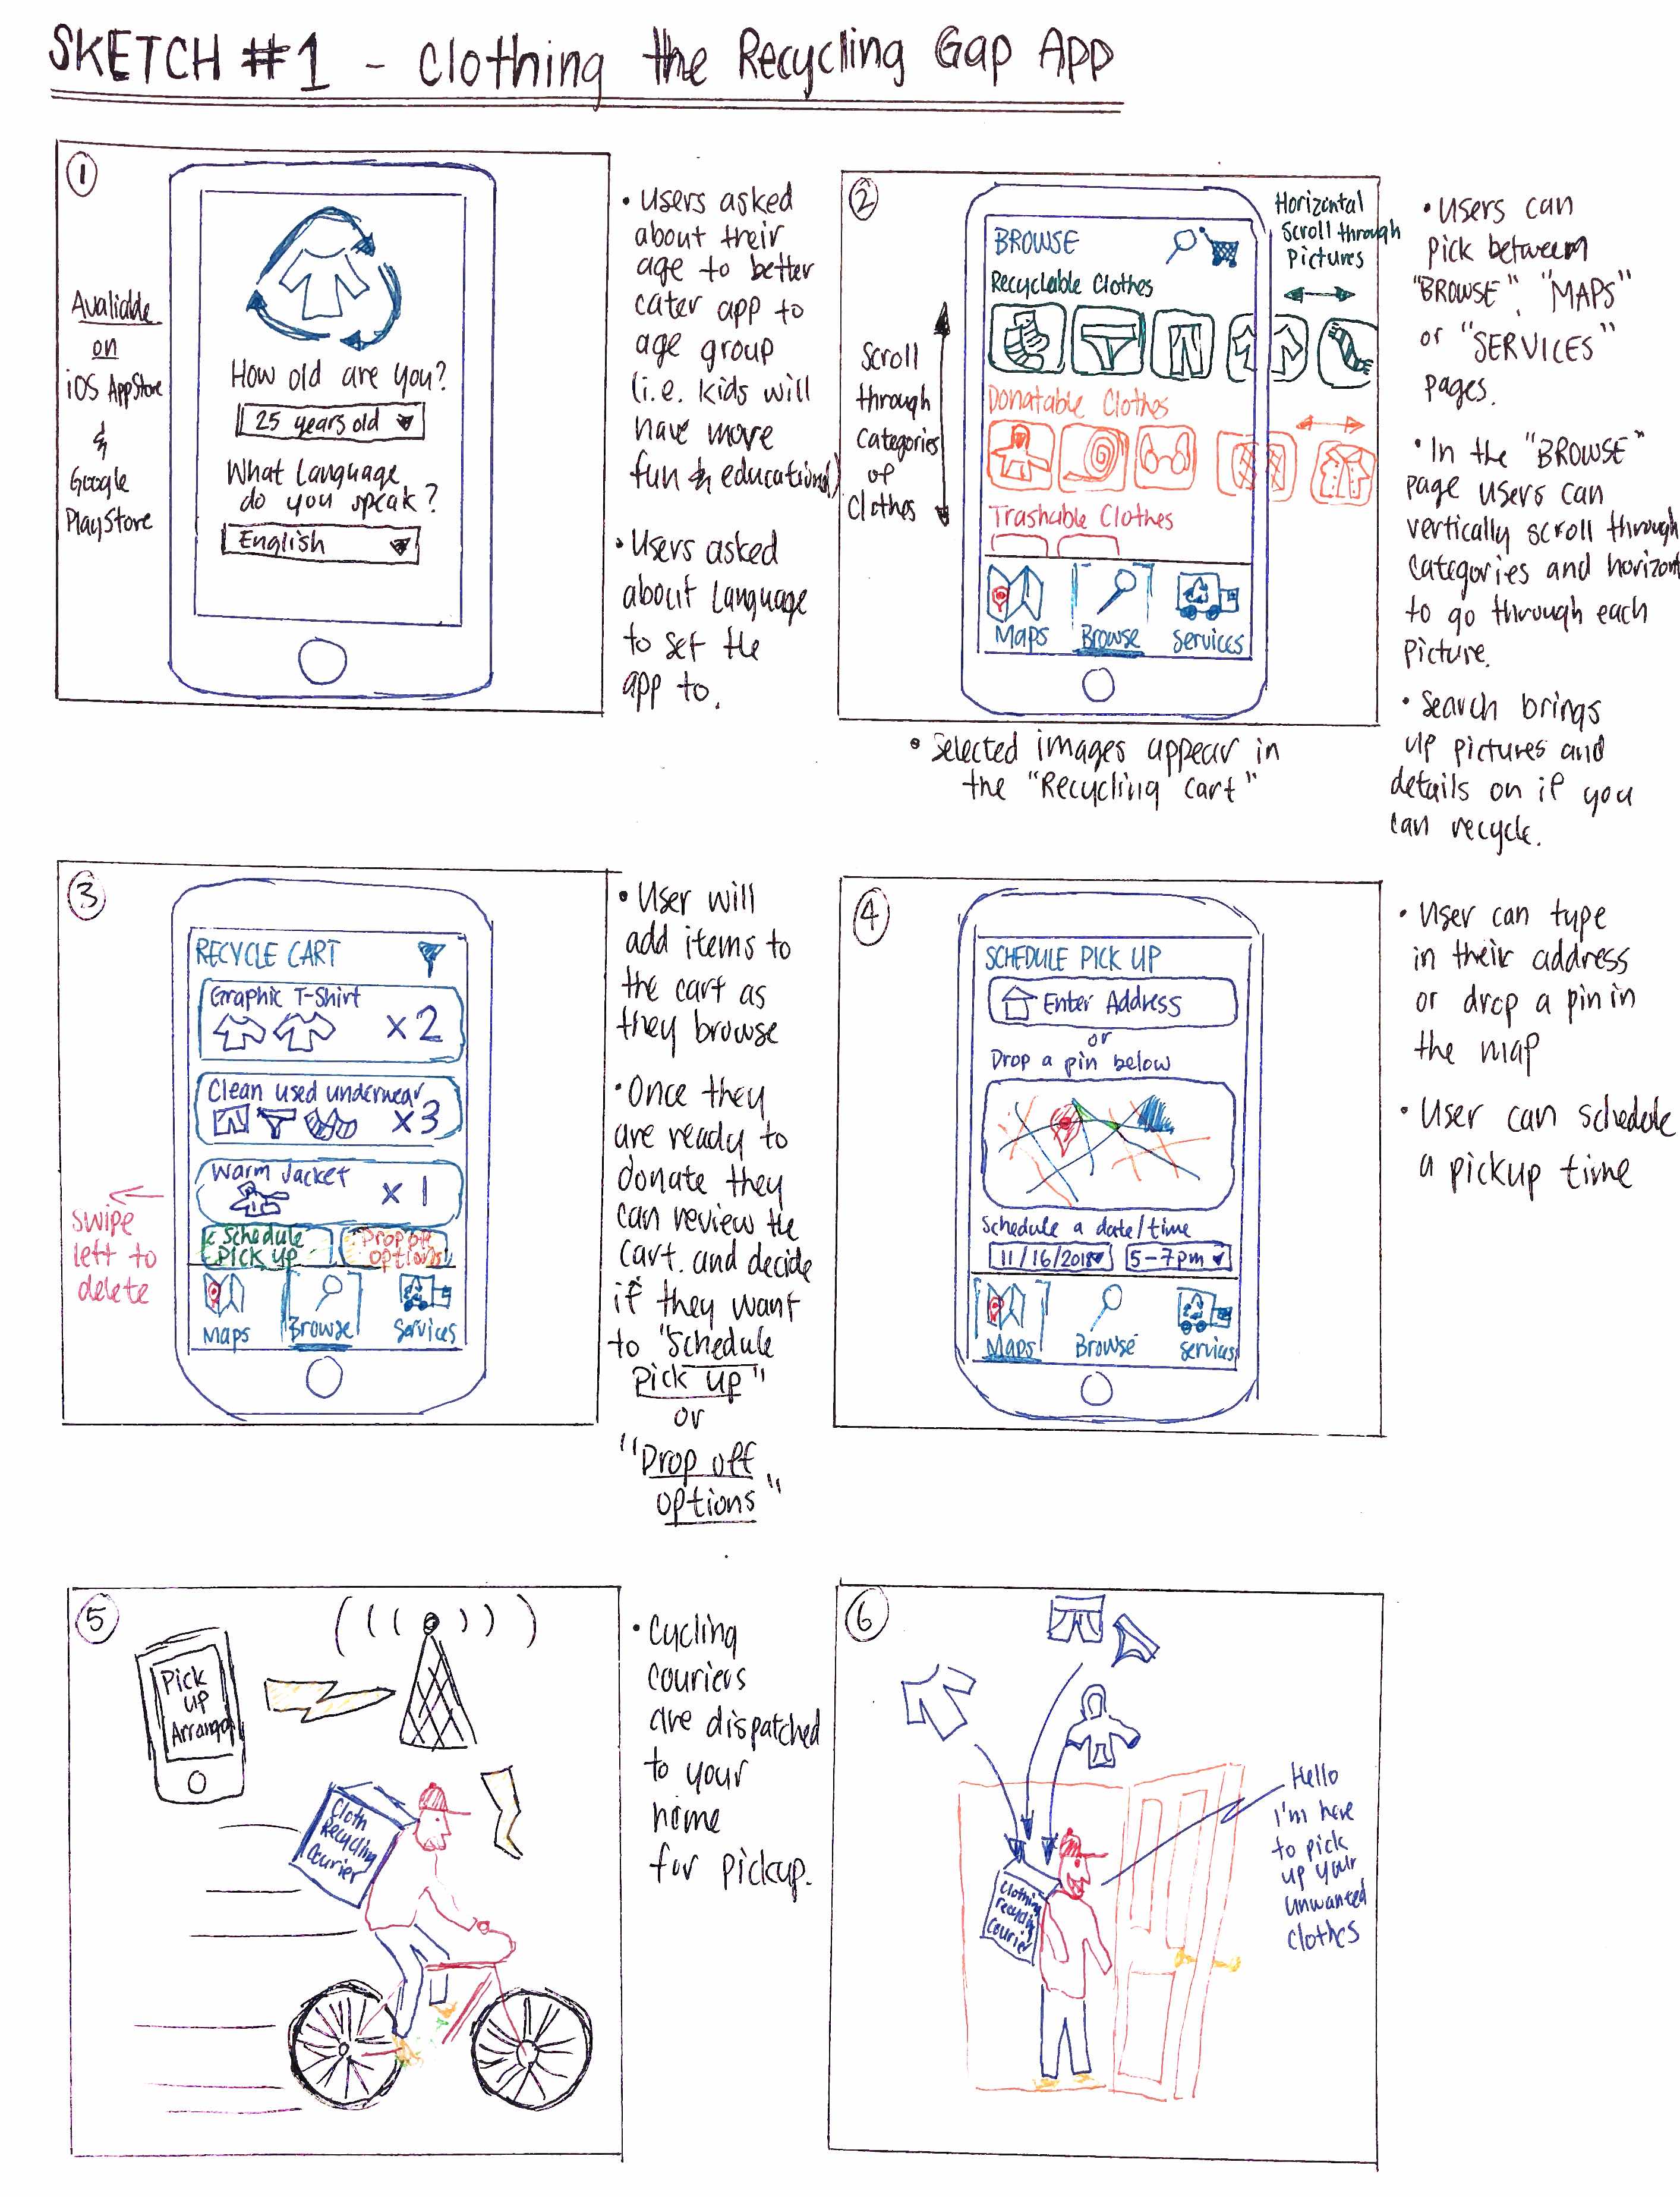 SKETCH #1 - Clothing the Recycling Gap App
1
Avaliable
on
iOS AppStore
&
Google
PlayStore
How old are you?
25 years old
What Language
do you speak?
English
• Users asked
about their
age to better
cater app to
age group
(i.e. kids will
have more
fun & educational)
• Users asked
about language
to set the
app to.
2
Scroll
through
Categories
of
Clothes
BROWSE
Recyclable Clothes
Donatable Clothes
Trashable Clothes
Maps
Browse
Services
Horizontal
Scroll through
Pictures
• Selected images appear in
the "Recycling Cart"
• Users can
pick between
"BROWSE", "MAPS"
or "SERVICES"
pages.
• In the "BROWSE"
page users can
vertically scroll through
categories and horizont
to go through each
picture.
• Search brings
up pictures and
details on if you
can recycle.
3
swipe
left to
delete
RECYCLE CART
Graphic T-Shirt
x2
Clean used underwear
x3
Warm Jacket
x1
Schedule
Pick up
Drop off
options
Maps
Browse
Services
• User will
add items to
the cart as
they browse
• Once they
are ready to
donate they
can review the
cart. and decide
if they want
to "Schedule
Pick up"
or
"Drop off
options"
4
SCHEDULE PICK UP
Enter Address
or
Drop a pin below
Schedule a date/time
11/16/2018
5-7pm
Maps
Browse
Services
• User can type
in their address
or drop a pin in
the map
• User can schedule
a pickup time
5
Pick
up
Arranged
Cloth
Recycling
Courier
• Cycling
couriers
are dispatched
to your
home
for pickup.
6
Clothing
recycling
Courier
Hello
I'm here
to pick
up your
unwanted
clothes